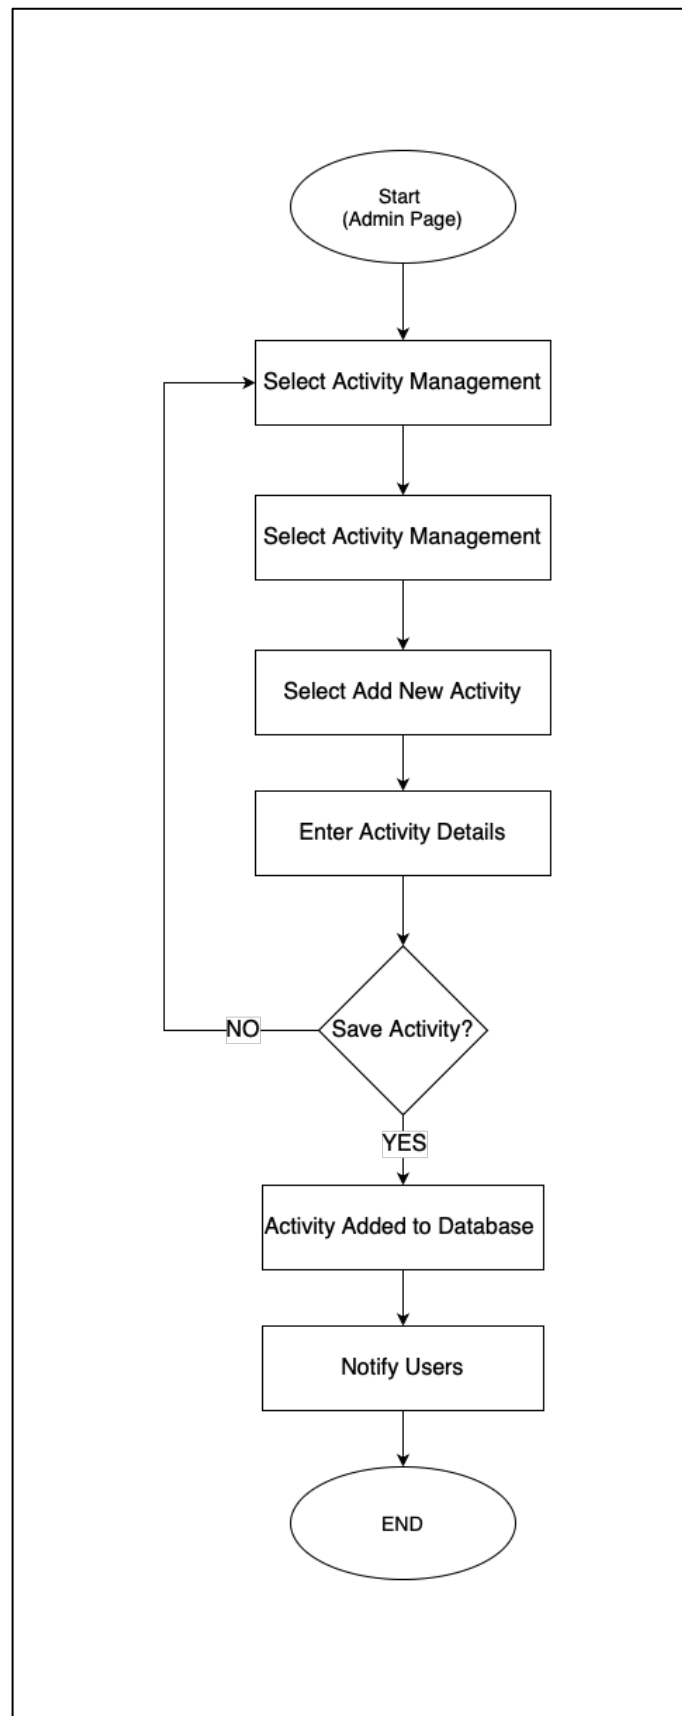 Start
(Admin Page)
Select Activity Management
Select Activity Management
Select Add New Activity
Enter Activity Details
Save Activity?
NO
YES
Activity Added to Database
Notify Users
END